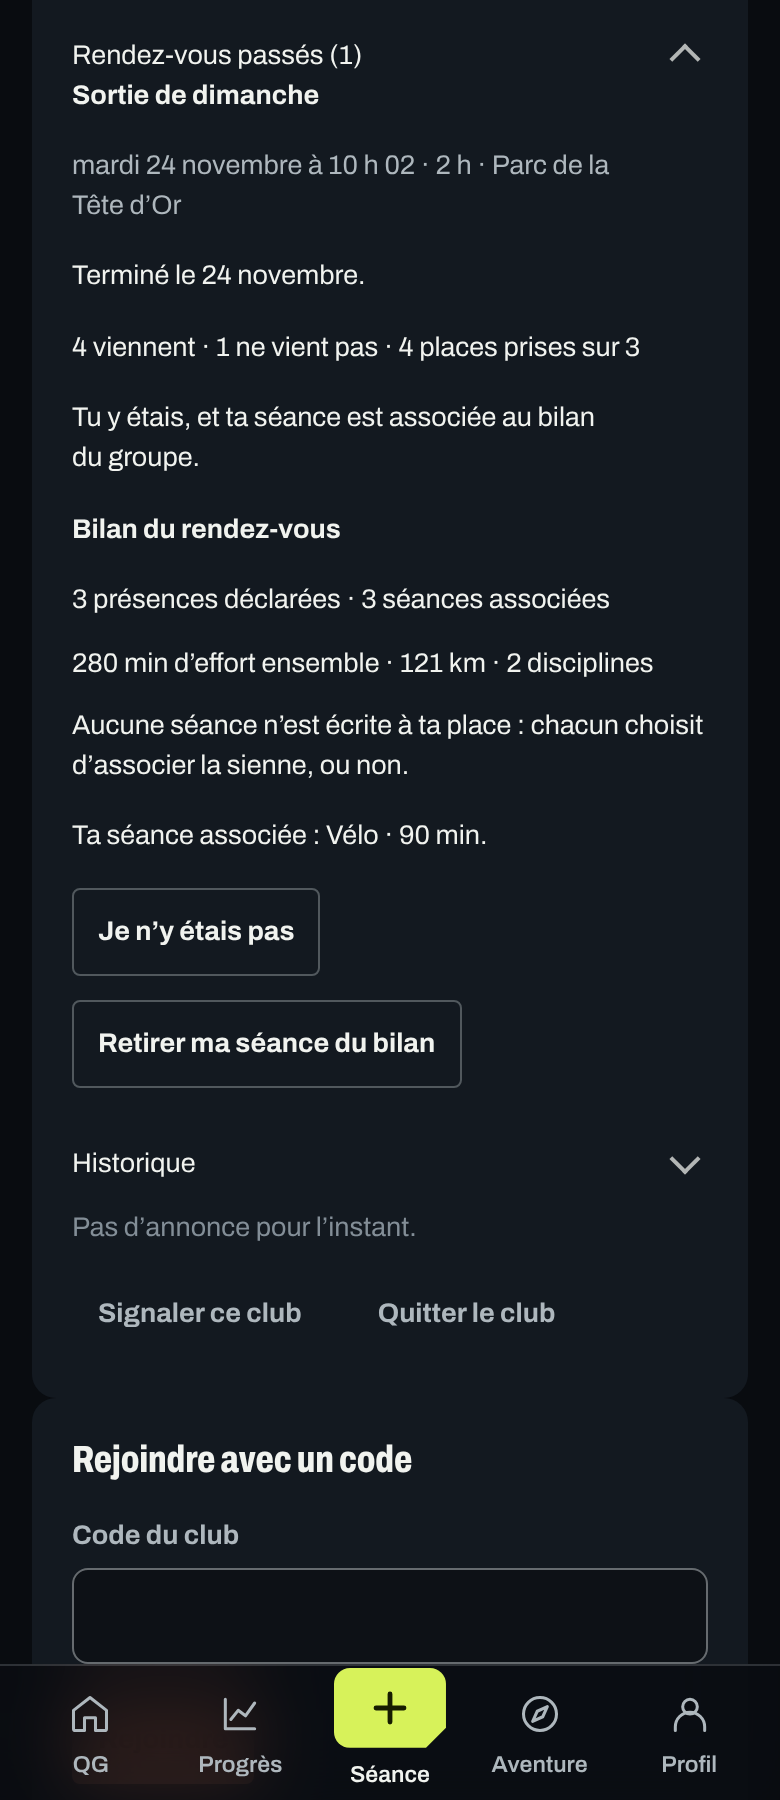 Rendez-vous passés (1)
Sortie de dimanche
mardi 24 novembre à 10 h 02 · 2 h · Parc de la
Tête d’Or
Terminé le 24 novembre.
4 viennent · 1 ne vient pas · 4 places prises sur 3
Tu y étais, et ta séance est associée au bilan
du groupe.
Bilan du rendez-vous
3 présences déclarées · 3 séances associées
280 min d’effort ensemble · 121 km · 2 disciplines
Aucune séance n’est écrite à ta place : chacun choisit
d’associer la sienne, ou non.
Ta séance associée : Vélo · 90 min.
Je n’y étais pas
Retirer ma séance du bilan
Historique
Pas d’annonce pour l’instant.
Signaler ce club
Quitter le club
Rejoindre avec un code
Code du club
QG
Progrès
Séance
Aventure
Profil